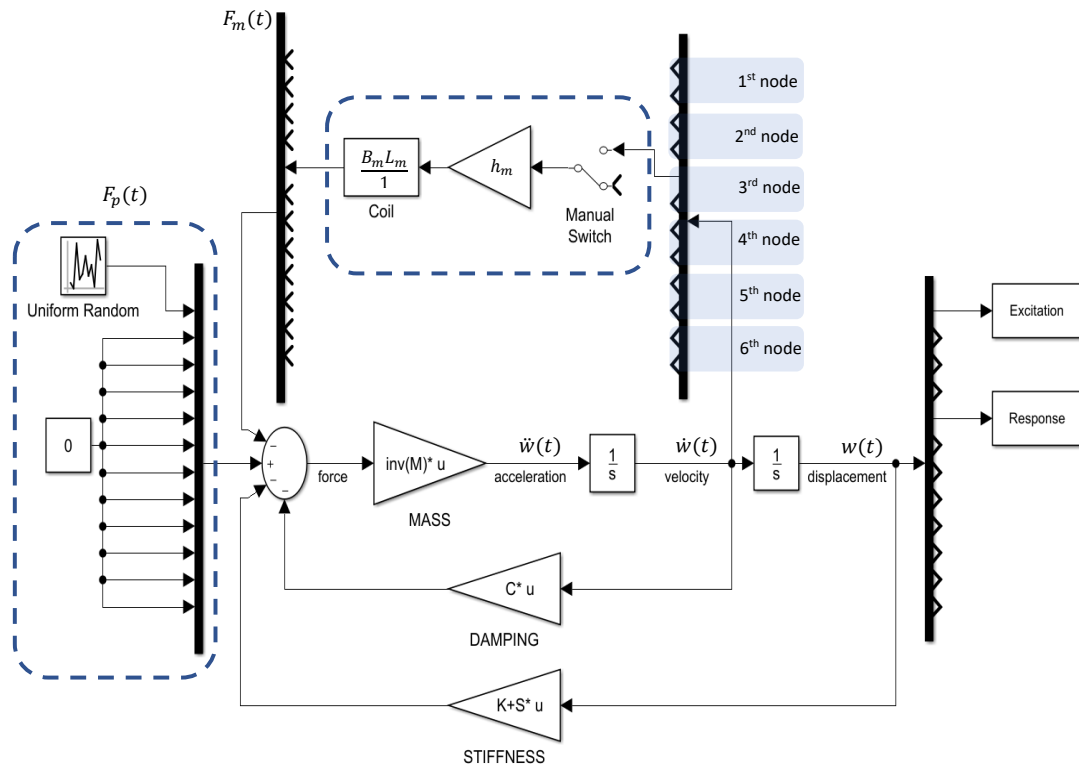 F_m(t)
1st node
2nd node
3rd node
4th node
5th node
6th node
B_m L_m
1
Coil
h_m
Manual
Switch
F_p(t)
Uniform Random
0
−
+
−
−
force
inv(M)* u
MASS
ẅ(t)
acceleration
1
s
ẇ(t)
velocity
1
s
w(t)
displacement
Excitation
Response
C* u
DAMPING
K+S* u
STIFFNESS